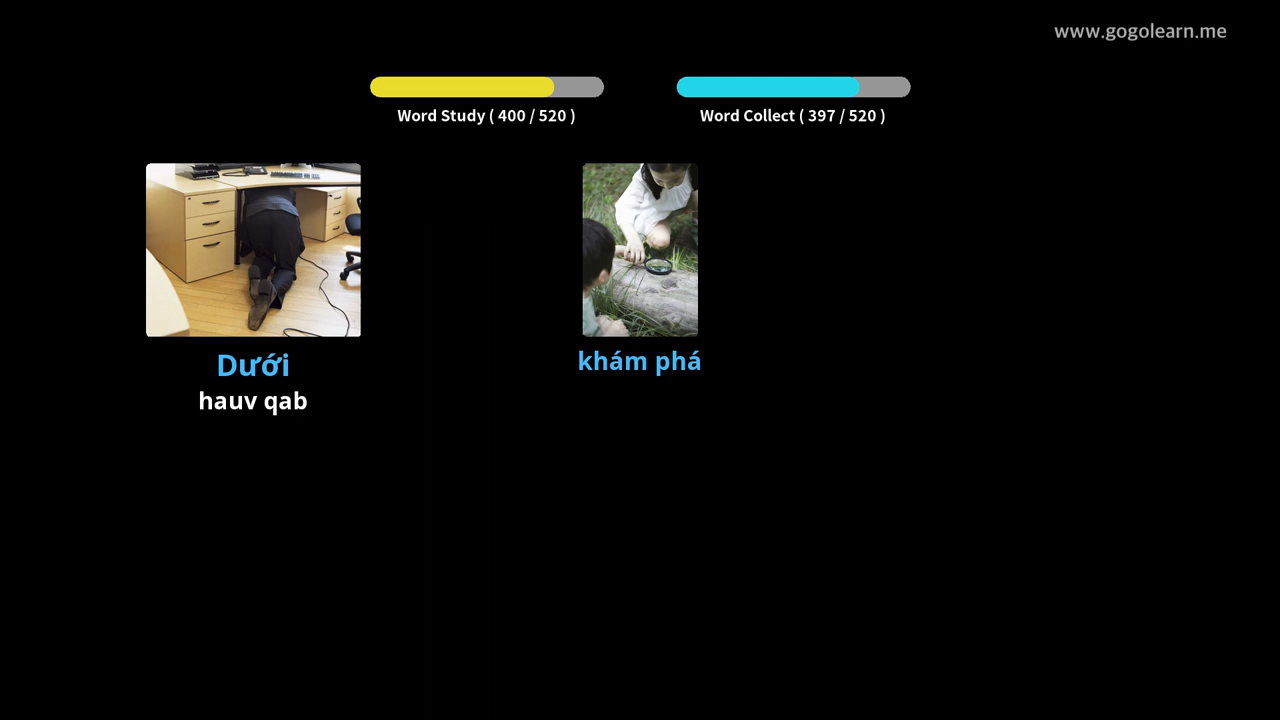 www.gogolearn.me
Word Study ( 400 / 520 )
Word Collect ( 397 / 520 )
Dưới
hauv qab
khám phá